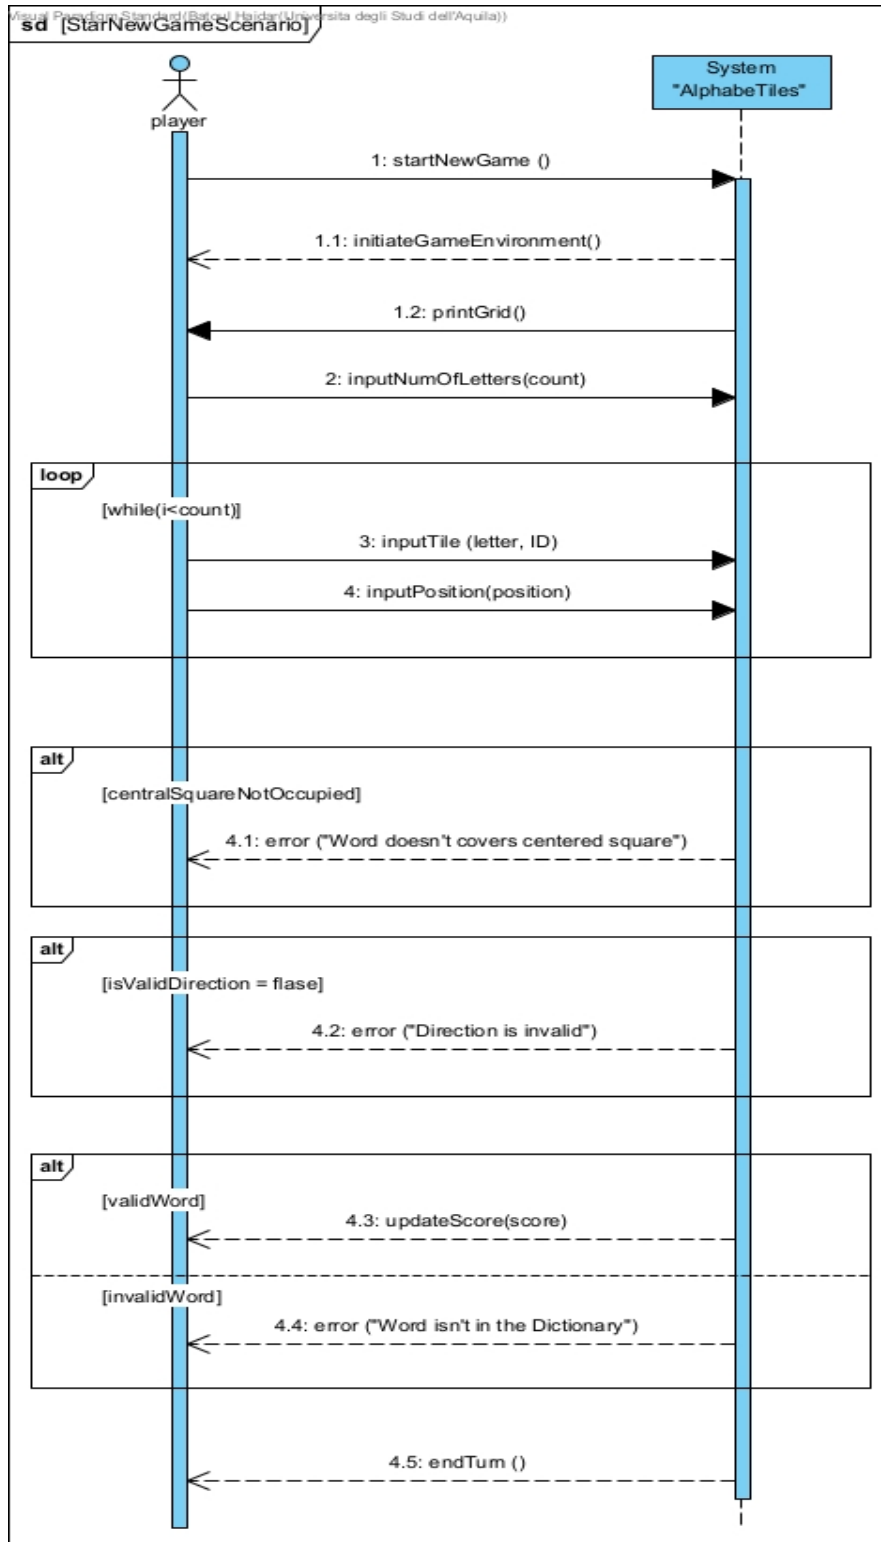 Visual Paradigm Standard(Batoul Haidar(Universita degli Studi dell'Aquila))
sd [StarNewGameScenario]
player
System
"AlphabeTiles"
1: startNewGame ()
1.1: initiateGameEnvironment()
1.2: printGrid()
2: inputNumOfLetters(count)
loop
[while(i<count)]
3: inputTile (letter, ID)
4: inputPosition(position)
alt
[centralSquareNotOccupied]
4.1: error ("Word doesn't covers centered square")
alt
[isValidDirection = flase]
4.2: error ("Direction is invalid")
alt
[validWord]
4.3: updateScore(score)
[invalidWord]
4.4: error ("Word isn't in the Dictionary")
4.5: endTurn ()